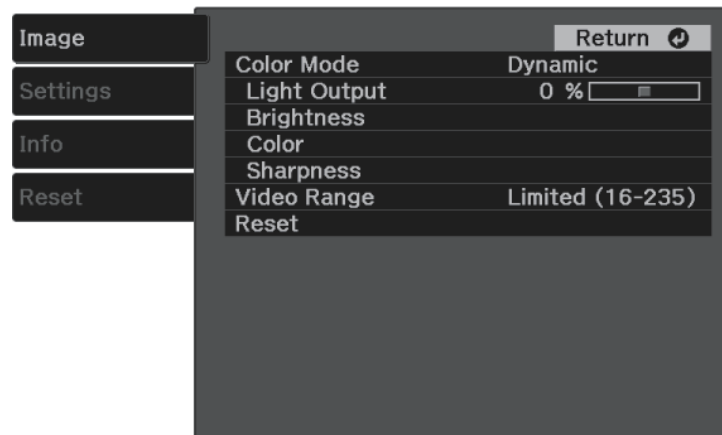 Image
Settings
Info
Reset
Return
Color Mode Dynamic
Light Output 0 %
Brightness
Color
Sharpness
Video Range Limited (16-235)
Reset